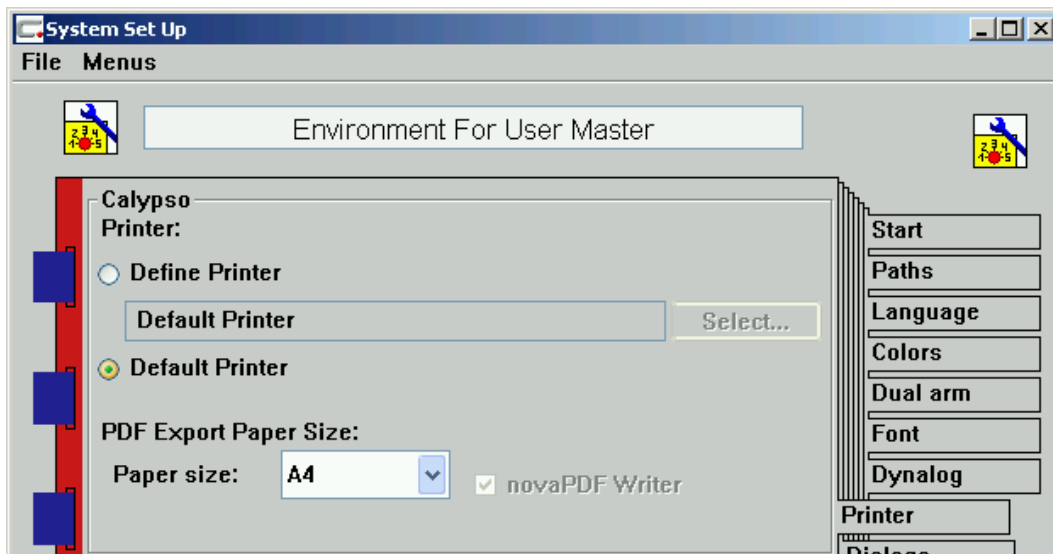 System Set Up
File Menus
Environment For User Master
Calypso
Printer:
Define Printer
Default Printer
Select...
Default Printer
PDF Export Paper Size:
Paper size: A4
novaPDF Writer
Start
Paths
Language
Colors
Dual arm
Font
Dynalog
Printer